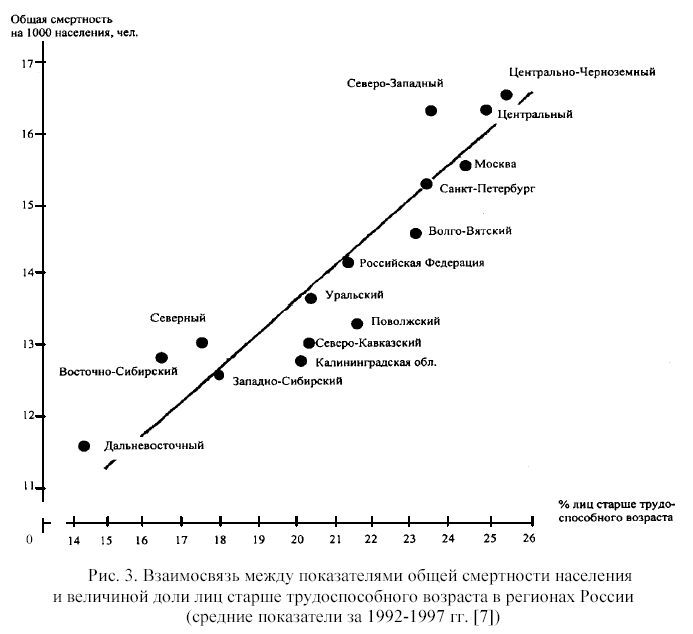 Общая смертность
на 1000 населения, чел.
17
Центрально-Черноземный
Северо-Западный
Центральный
16
Москва
Санкт-Петербург
15
Волго-Вятский
Российская Федерация
14
Уральский
Северный
Поволжский
13
Северо-Кавказский
Восточно-Сибирский
Калининградская обл.
Западно-Сибирский
12
Дальневосточный
11
% лиц старше трудо-
способного возраста
0 14 16 17 18 20 21 22 23 24 25 26
Рис. 3. Взаимосвязь между показателями общей смертности населения
и величиной доли лиц старше трудоспособного возраста в регионах России
(средние показатели за 1992-1997 гг. [7])